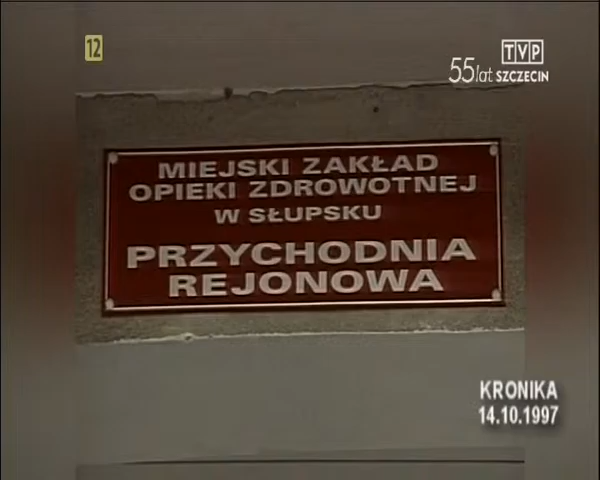 12
TVP
55 lat SZCZECIN
MIEJSKI ZAKŁAD
OPIEKI ZDROWOTNEJ
W SŁUPSKU
PRZYCHODNIA
REJONOWA
KRONIKA
14.10.1997